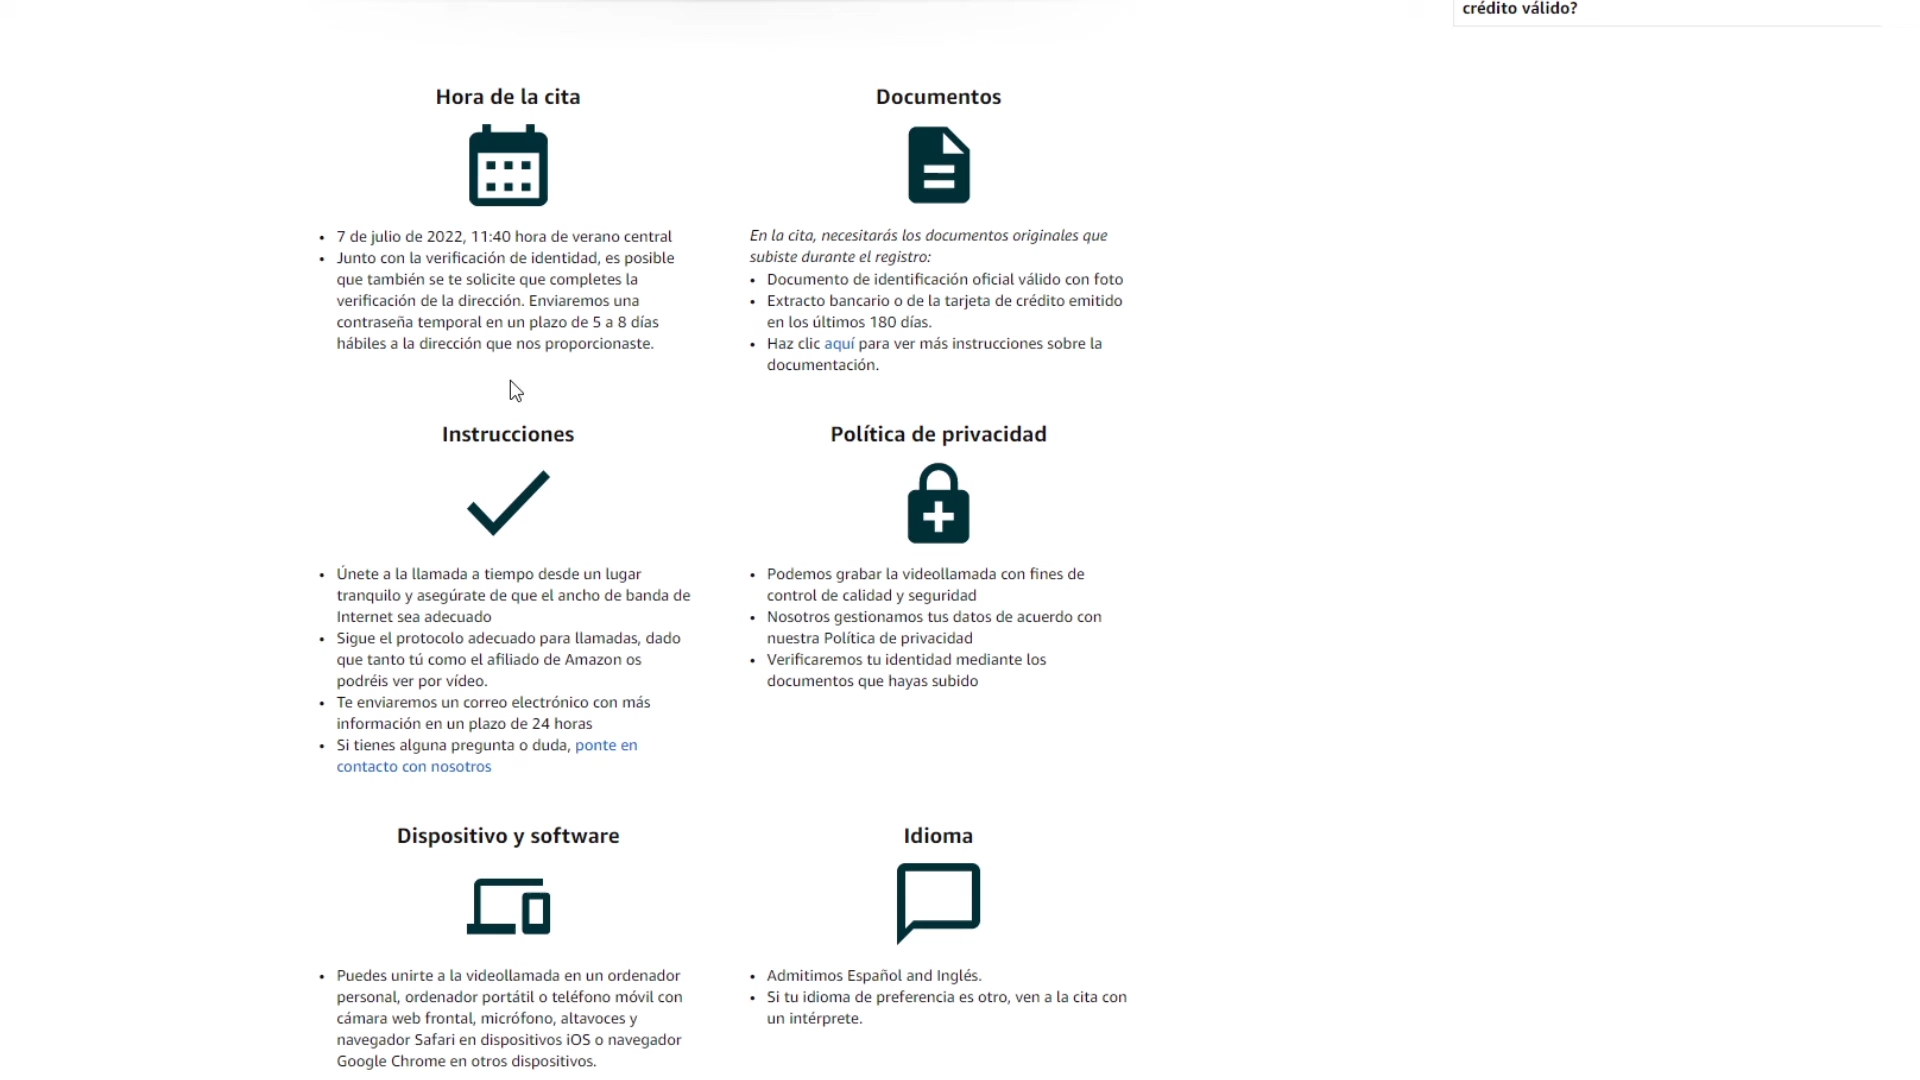 crédito válido?
Hora de la cita
• 7 de julio de 2022, 11:40 hora de verano central
• Junto con la verificación de identidad, es posible
que también se te solicite que completes la
verificación de la dirección. Enviaremos una
contraseña temporal en un plazo de 5 a 8 días
hábiles a la dirección que nos proporcionaste.
Documentos
En la cita, necesitarás los documentos originales que
subiste durante el registro:
• Documento de identificación oficial válido con foto
• Extracto bancario o de la tarjeta de crédito emitido
en los últimos 180 días.
• Haz clic aquí para ver más instrucciones sobre la
documentación.
Instrucciones
• Únete a la llamada a tiempo desde un lugar
tranquilo y asegúrate de que el ancho de banda de
Internet sea adecuado
• Sigue el protocolo adecuado para llamadas, dado
que tanto tú como el afiliado de Amazon os
podréis ver por vídeo.
• Te enviaremos un correo electrónico con más
información en un plazo de 24 horas
• Si tienes alguna pregunta o duda, ponte en
contacto con nosotros
Política de privacidad
• Podemos grabar la videollamada con fines de
control de calidad y seguridad
• Nosotros gestionamos tus datos de acuerdo con
nuestra Política de privacidad
• Verificaremos tu identidad mediante los
documentos que hayas subido
Dispositivo y software
• Puedes unirte a la videollamada en un ordenador
personal, ordenador portátil o teléfono móvil con
cámara web frontal, micrófono, altavoces y
navegador Safari en dispositivos iOS o navegador
Google Chrome en otros dispositivos.
Idioma
• Admitimos Español and Inglés.
• Si tu idioma de preferencia es otro, ven a la cita con
un intérprete.